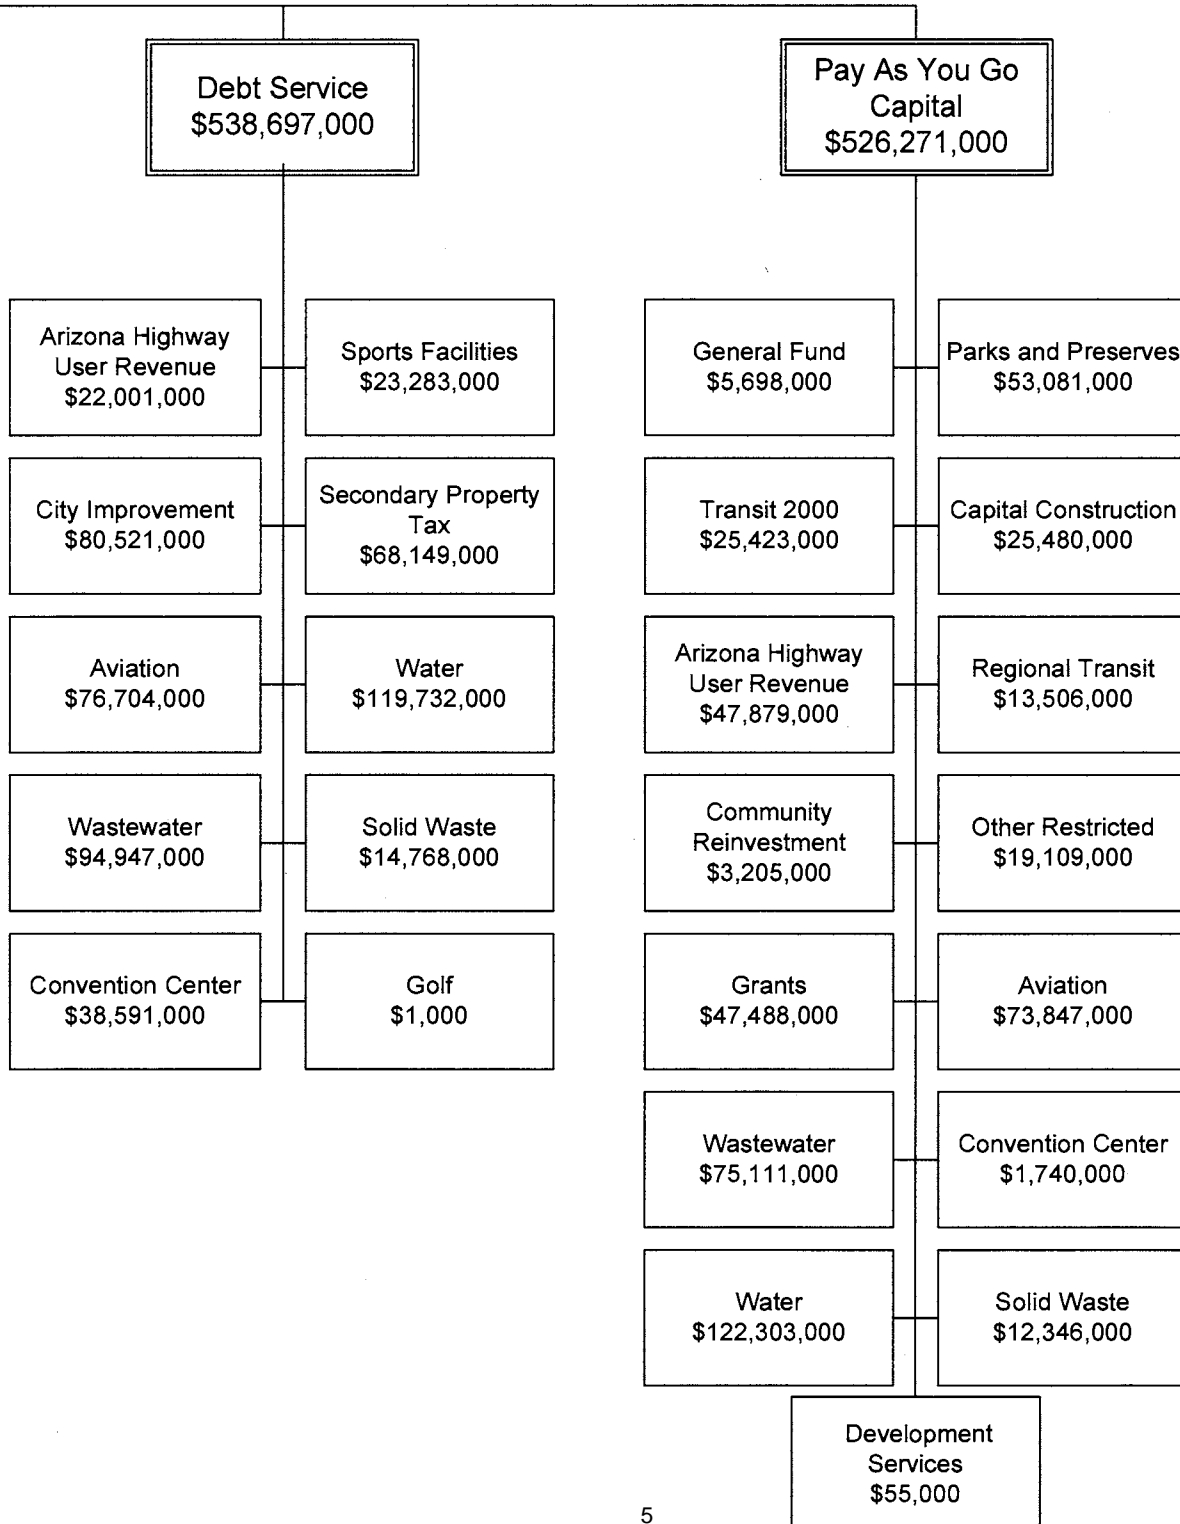 Debt Service
$538,697,000
Pay As You Go
Capital
$526,271,000
Arizona Highway
User Revenue
$22,001,000
Sports Facilities
$23,283,000
City Improvement
$80,521,000
Secondary Property
Tax
$68,149,000
Aviation
$76,704,000
Water
$119,732,000
Wastewater
$94,947,000
Solid Waste
$14,768,000
Convention Center
$38,591,000
Golf
$1,000
General Fund
$5,698,000
Parks and Preserves
$53,081,000
Transit 2000
$25,423,000
Capital Construction
$25,480,000
Arizona Highway
User Revenue
$47,879,000
Regional Transit
$13,506,000
Community
Reinvestment
$3,205,000
Other Restricted
$19,109,000
Grants
$47,488,000
Aviation
$73,847,000
Wastewater
$75,111,000
Convention Center
$1,740,000
Water
$122,303,000
Solid Waste
$12,346,000
Development
Services
$55,000
5